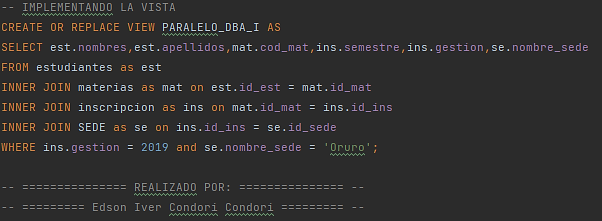 -- IMPLEMENTANDO LA VISTA
CREATE OR REPLACE VIEW PARALELO_DBA_I AS
SELECT est.nombres,est.apellidos,mat.cod_mat,ins.semestre,ins.gestion,se.nombre_sede
FROM estudiantes as est
INNER JOIN materias as mat on est.id_est = mat.id_mat
INNER JOIN inscripcion as ins on mat.id_mat = ins.id_ins
INNER JOIN SEDE as se on ins.id_ins = se.id_sede
WHERE ins.gestion = 2019 and se.nombre_sede = 'Oruro';
-- =============== REALIZADO POR: =============== --
-- ========= Edson Iver Condori Condori ========= --